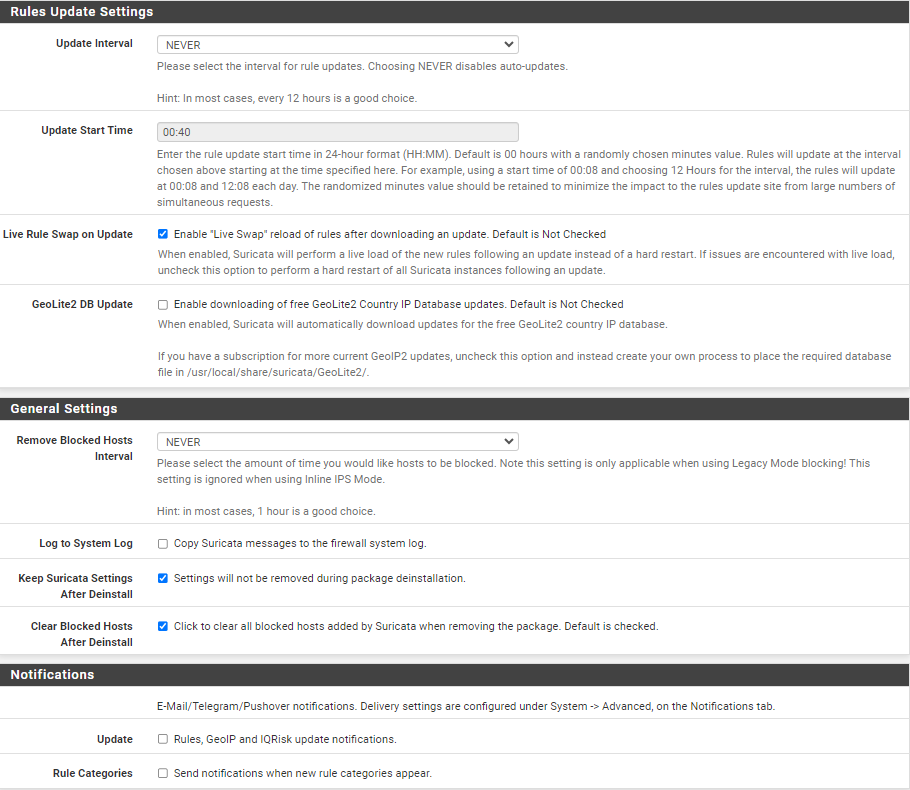 Rules Update Settings
Update Interval
NEVER
Please select the interval for rule updates. Choosing NEVER disables auto-updates.
Hint: In most cases, every 12 hours is a good choice.
Update Start Time
00:40
Enter the rule update start time in 24-hour format (HH:MM). Default is 00 hours with a randomly chosen minutes value. Rules will update at the interval
chosen above starting at the time specified here. For example, using a start time of 00:08 and choosing 12 Hours for the interval, the rules will update
at 00:08 and 12:08 each day. The randomized minutes value should be retained to minimize the impact to the rules update site from large numbers of
simultaneous requests.
Live Rule Swap on Update
Enable "Live Swap" reload of rules after downloading an update. Default is Not Checked
When enabled, Suricata will perform a live load of the new rules following an update instead of a hard restart. If issues are encountered with live load,
uncheck this option to perform a hard restart of all Suricata instances following an update.
GeoLite2 DB Update
Enable downloading of free GeoLite2 Country IP Database updates. Default is Not Checked
When enabled, Suricata will automatically download updates for the free GeoLite2 country IP database.
If you have a subscription for more current GeoIP2 updates, uncheck this option and instead create your own process to place the required database
file in /usr/local/share/suricata/GeoLite2/.
General Settings
Remove Blocked Hosts
Interval
NEVER
Please select the amount of time you would like hosts to be blocked. Note this setting is only applicable when using Legacy Mode blocking! This
setting is ignored when using Inline IPS Mode.
Hint: in most cases, 1 hour is a good choice.
Log to System Log
Copy Suricata messages to the firewall system log.
Keep Suricata Settings
After Deinstall
Settings will not be removed during package deinstallation.
Clear Blocked Hosts
After Deinstall
Click to clear all blocked hosts added by Suricata when removing the package. Default is checked.
Notifications
E-Mail/Telegram/Pushover notifications. Delivery settings are configured under System -> Advanced, on the Notifications tab.
Update
Rules, GeoIP and IQRisk update notifications.
Rule Categories
Send notifications when new rule categories appear.